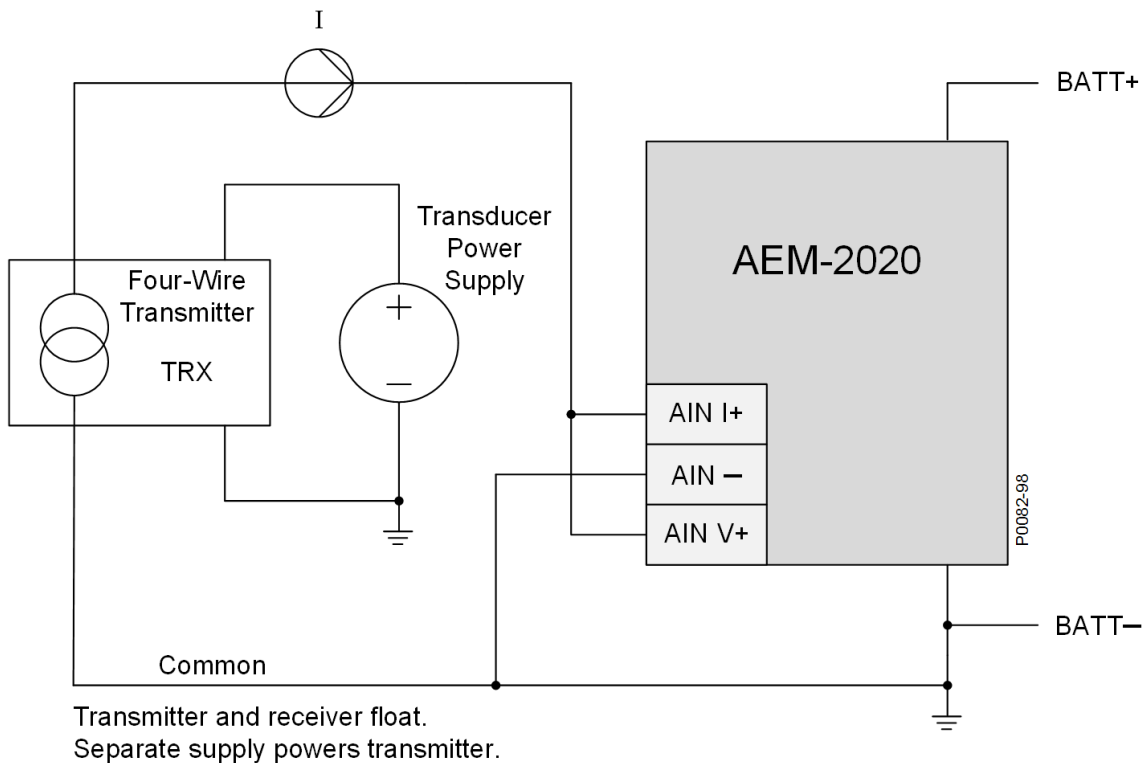 I
BATT+
Transducer
Power
Supply
AEM-2020
Four-Wire
Transmitter
TRX
+
−
AIN I+
AIN −
AIN V+
P0082-98
BATT−
Common
Transmitter and receiver float.
Separate supply powers transmitter.